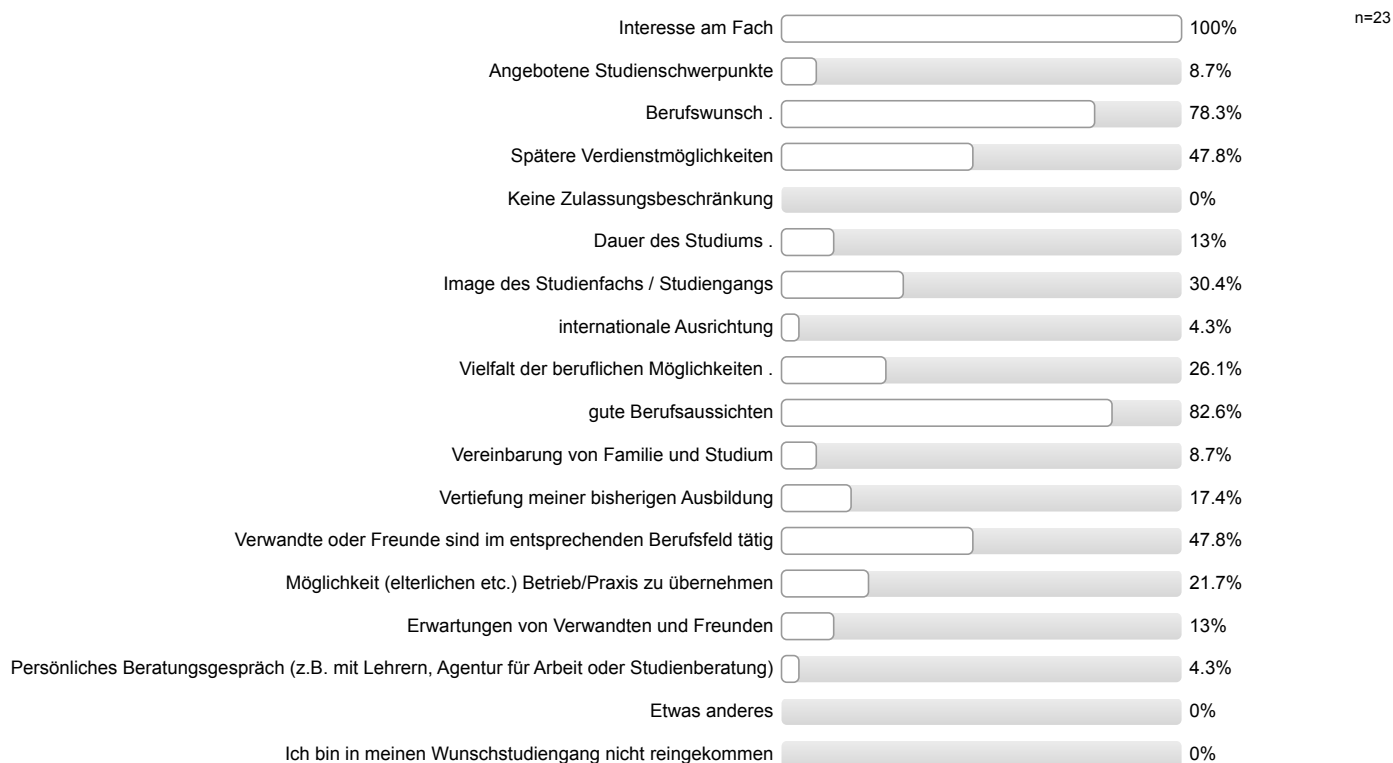 Interesse am Fach 100% n=23
Angebotene Studienschwerpunkte 8.7%
Berufswunsch . 78.3%
Spätere Verdienstmöglichkeiten 47.8%
Keine Zulassungsbeschränkung 0%
Dauer des Studiums . 13%
Image des Studienfachs / Studiengangs 30.4%
internationale Ausrichtung 4.3%
Vielfalt der beruflichen Möglichkeiten . 26.1%
gute Berufsaussichten 82.6%
Vereinbarung von Familie und Studium 8.7%
Vertiefung meiner bisherigen Ausbildung 17.4%
Verwandte oder Freunde sind im entsprechenden Berufsfeld tätig 47.8%
Möglichkeit (elterlichen etc.) Betrieb/Praxis zu übernehmen 21.7%
Erwartungen von Verwandten und Freunden 13%
Persönliches Beratungsgespräch (z.B. mit Lehrern, Agentur für Arbeit oder Studienberatung) 4.3%
Etwas anderes 0%
Ich bin in meinen Wunschstudiengang nicht reingekommen 0%